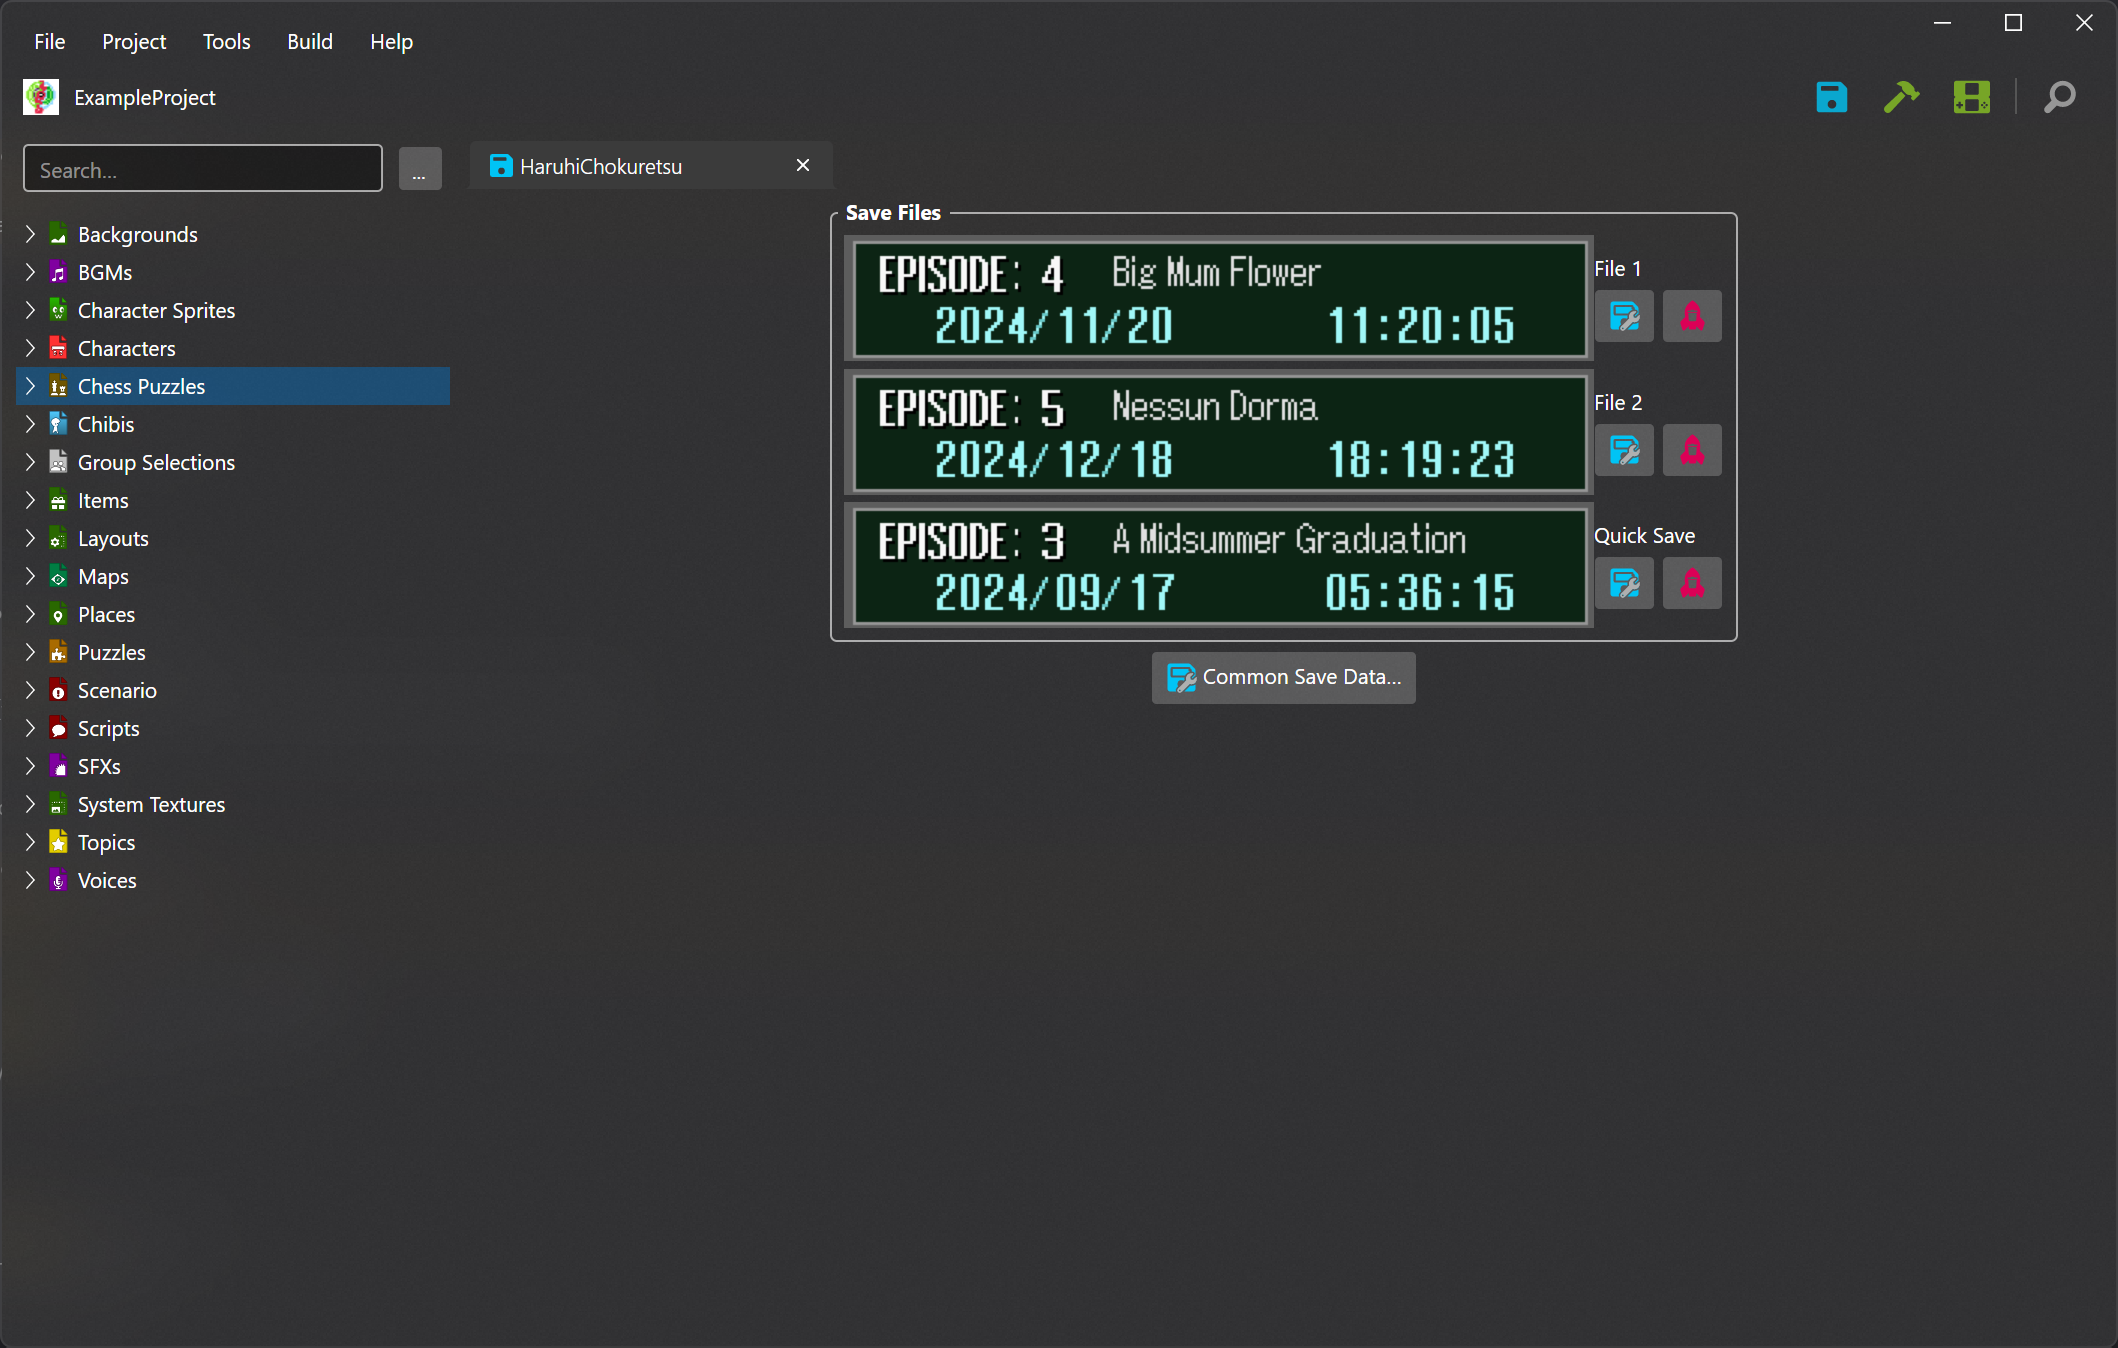 File Project Tools Build Help
ExampleProject
Search...
...
HaruhiChokuretsu
Backgrounds
BGMs
Character Sprites
Characters
Chess Puzzles
Chibis
Group Selections
Items
Layouts
Maps
Places
Puzzles
Scenario
Scripts
SFXs
System Textures
Topics
Voices
Save Files
EPISODE: 4 Big Mum Flower
2024/11/20 11:20:05
File 1
EPISODE: 5 Nessun Dorma
2024/12/18 18:19:23
File 2
EPISODE: 3 A Midsummer Graduation
2024/09/17 05:36:15
Quick Save
Common Save Data...